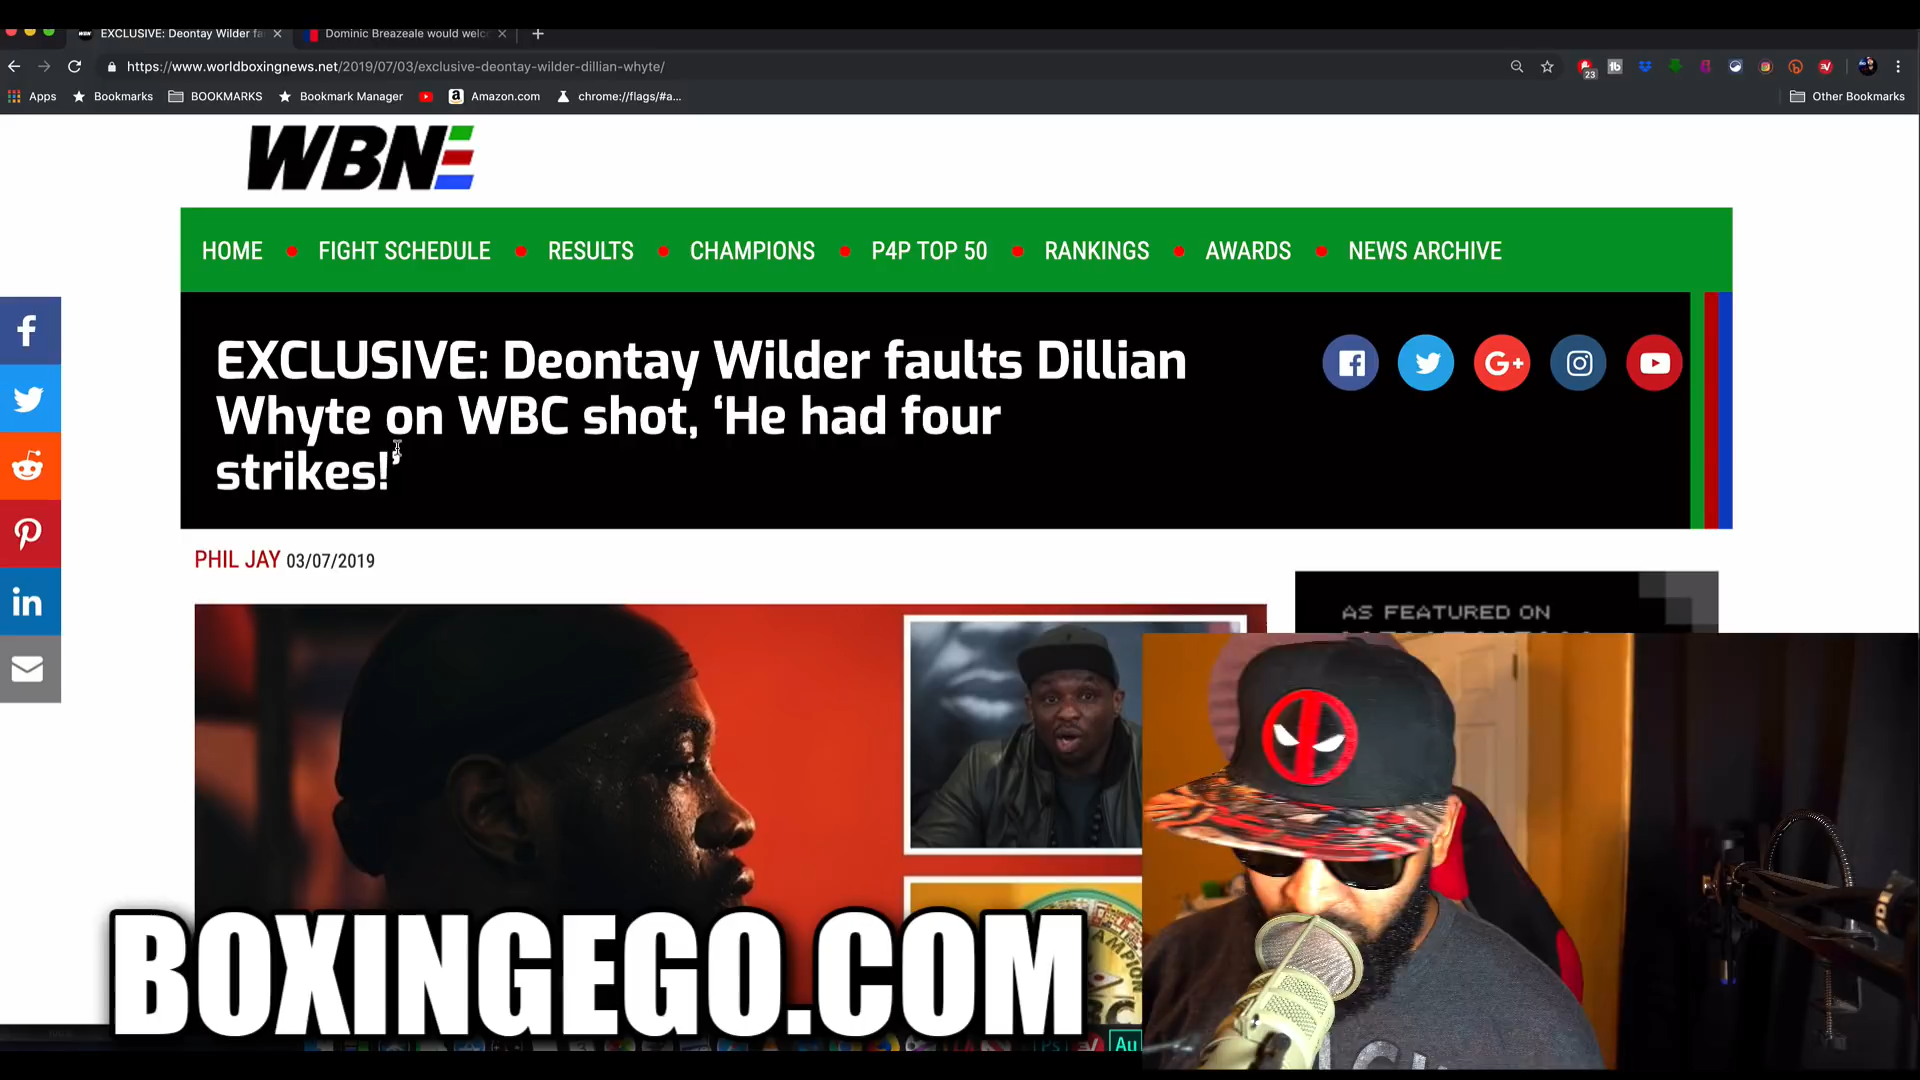 EXCLUSIVE: Deontay Wilder fa
Dominic Breazeale would welc
https://www.worldboxingnews.net/2019/07/03/exclusive-deontay-wilder-dillian-whyte/
23
Apps
Bookmarks
BOOKMARKS
Bookmark Manager
Amazon.com
chrome://flags/#a...
Other Bookmarks
WBN
HOME
FIGHT SCHEDULE
RESULTS
CHAMPIONS
P4P TOP 50
RANKINGS
AWARDS
NEWS ARCHIVE
EXCLUSIVE: Deontay Wilder faults Dillian
Whyte on WBC shot, ‘He had four
strikes!’
PHIL JAY 03/07/2019
AS FEATURED ON
BOXINGEGO.COM
Ps
Au